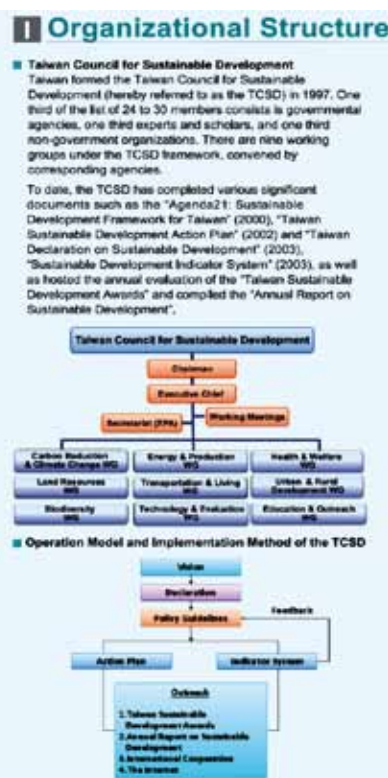 I Organizational Structure
Taiwan Council for Sustainable Development
Taiwan formed the Taiwan Council for Sustainable
Development (hereby referred to as the TCSD) in 1997. One
third of the list of 24 to 30 members consists is governmental
agencies, one third experts and scholars, and one third
non-government organizations. There are nine working
groups under the TCSD framework, convened by
corresponding agencies.
To date, the TCSD has completed various significant
documents such as the "Agenda21: Sustainable
Development Framework for Taiwan" (2000), "Taiwan
Sustainable Development Action Plan" (2002) and "Taiwan
Declaration on Sustainable Development" (2003),
"Sustainable Development Indicator System" (2003), as well
as hosted the annual evaluation of the "Taiwan Sustainable
Development Awards" and compiled the "Annual Report on
Sustainable Development".
Taiwan Council for Sustainable Development
Chairman
Executive Chief
Secretariat (EPA)
Working Meetings
Carbon Reduction
& Climate Change WG
Energy & Production
WG
Health & Welfare
WG
Land Resources
WG
Transportation & Living
WG
Urban & Rural
Development WG
Biodiversity
WG
Technology & Evaluation
WG
Education & Outreach
WG
Operation Model and Implementation Method of the TCSD
Vision
Declaration
Policy Guidelines
Feedback
Action Plan
Indicator System
Outreach
1. Taiwan Sustainable
Development Awards
2. Annual Report on Sustainable
Development
3. International Cooperation
4. The Internet